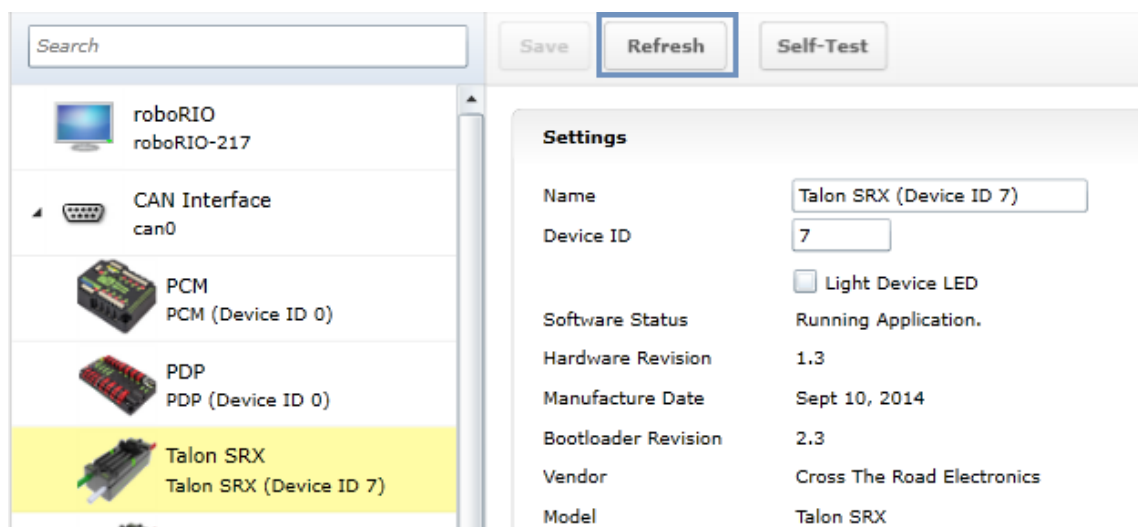 Search
roboRIO
roboRIO-217
CAN Interface
can0
PCM
PCM (Device ID 0)
PDP
PDP (Device ID 0)
Talon SRX
Talon SRX (Device ID 7)
Save Refresh Self-Test
Settings
Name Talon SRX (Device ID 7)
Device ID 7
Light Device LED
Software Status Running Application.
Hardware Revision 1.3
Manufacture Date Sept 10, 2014
Bootloader Revision 2.3
Vendor Cross The Road Electronics
Model Talon SRX